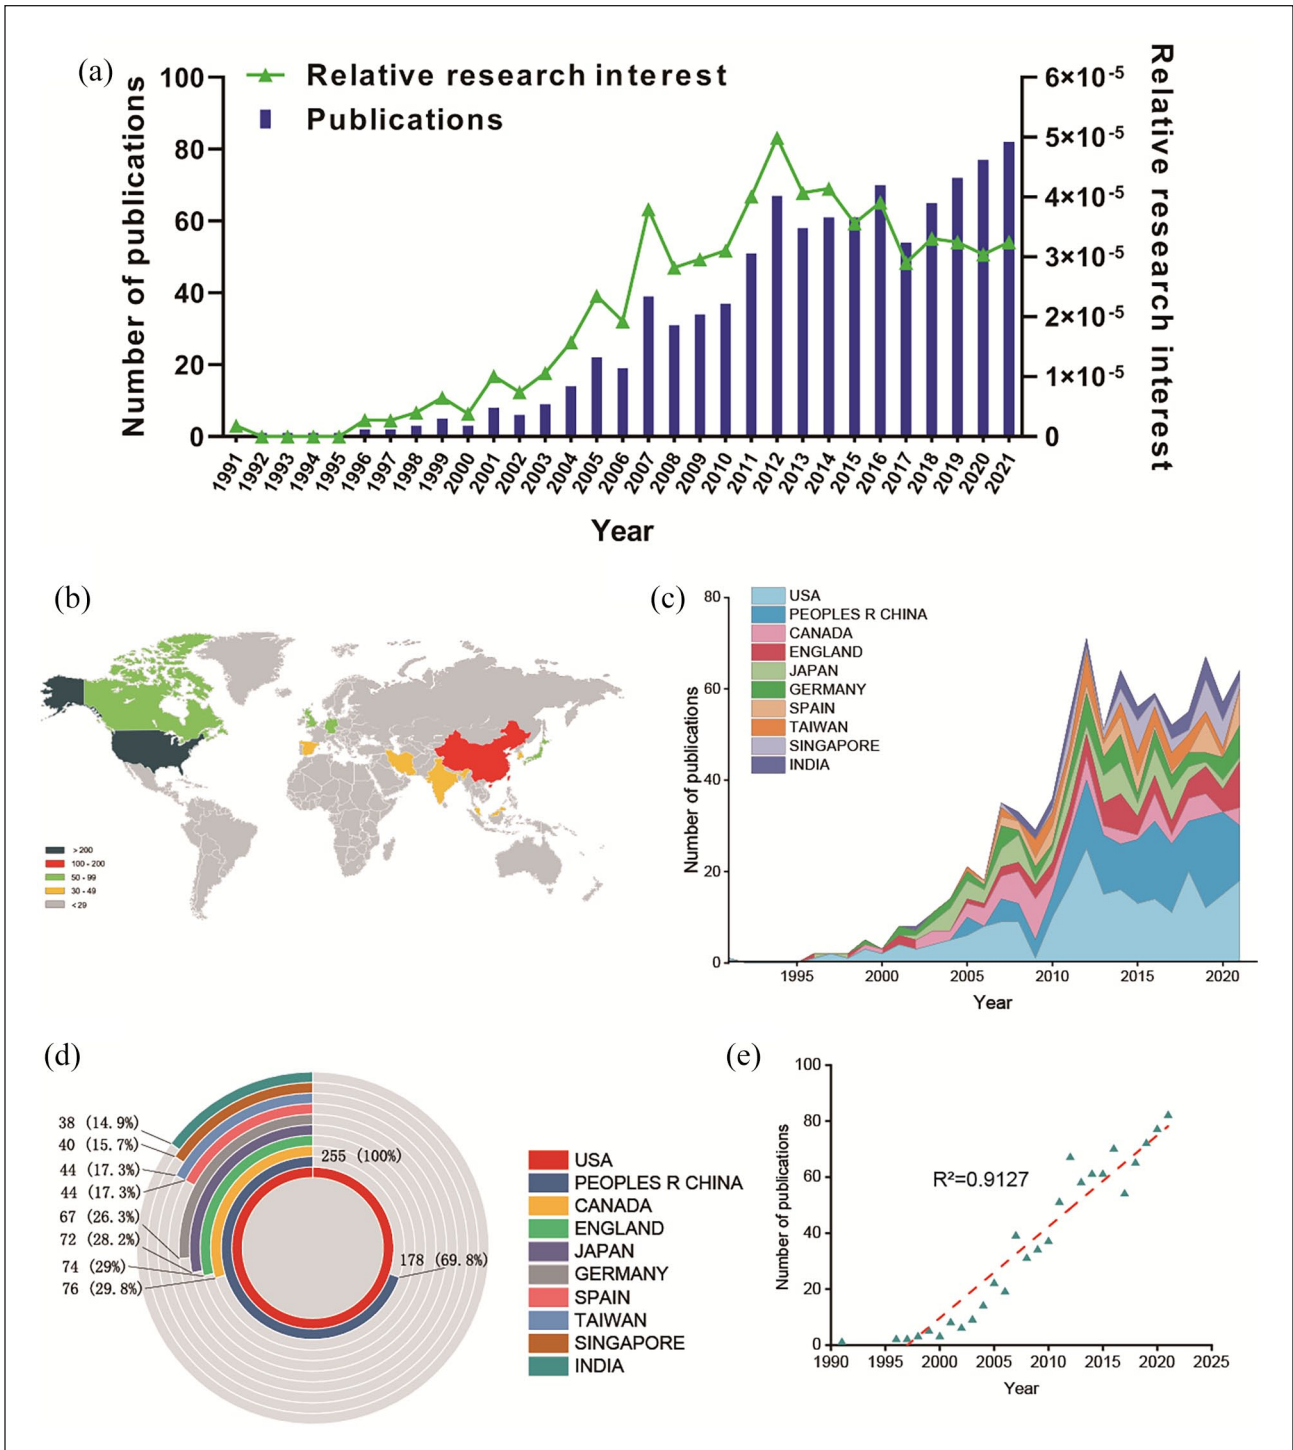 (a)
Relative research interest
Publications
Number of publications
100
80
60
40
20
0
6×10-5
5×10-5
4×10-5
3×10-5
2×10-5
1×10-5
0
Relative research interest
1991 1992 1993 1994 1995 1996 1997 1998 1999 2000 2001 2002 2003 2004 2005 2006 2007 2008 2009 2010 2011 2012 2013 2014 2015 2016 2017 2018 2019 2020 2021
Year
(b)
> 200
100 - 200
50 - 99
30 - 49
< 29
(c)
USA
PEOPLES R CHINA
CANADA
ENGLAND
JAPAN
GERMANY
SPAIN
TAIWAN
SINGAPORE
INDIA
Number of publications
80
60
40
20
0
1995 2000 2005 2010 2015 2020
Year
(d)
38 (14.9%)
40 (15.7%)
44 (17.3%)
44 (17.3%)
67 (26.3%)
72 (28.2%)
74 (29%)
76 (29.8%)
255 (100%)
178 (69.8%)
USA
PEOPLES R CHINA
CANADA
ENGLAND
JAPAN
GERMANY
SPAIN
TAIWAN
SINGAPORE
INDIA
(e)
Number of publications
100
80
60
40
20
0
R²=0.9127
1990 1995 2000 2005 2010 2015 2020 2025
Year